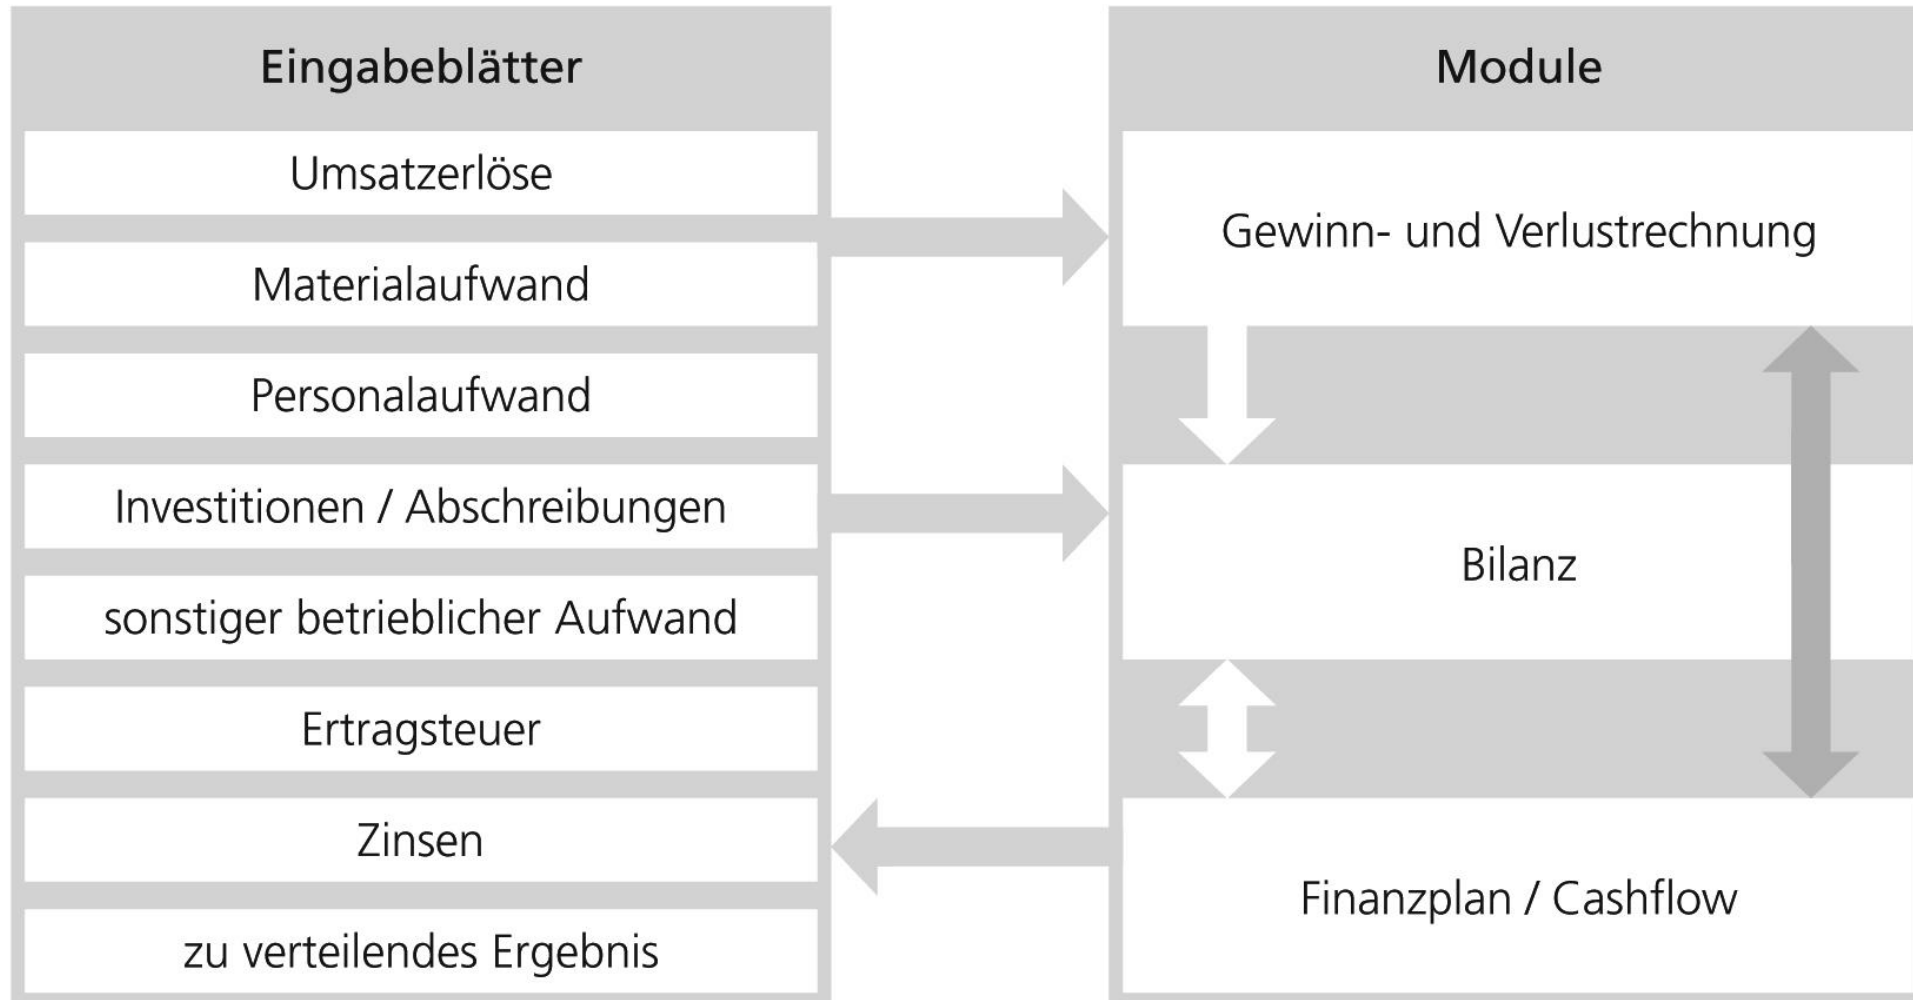 Eingabeblätter
Umsatzerlöse
Materialaufwand
Personalaufwand
Investitionen / Abschreibungen
sonstiger betrieblicher Aufwand
Ertragsteuer
Zinsen
zu verteilendes Ergebnis
Module
Gewinn- und Verlustrechnung
Bilanz
Finanzplan / Cashflow